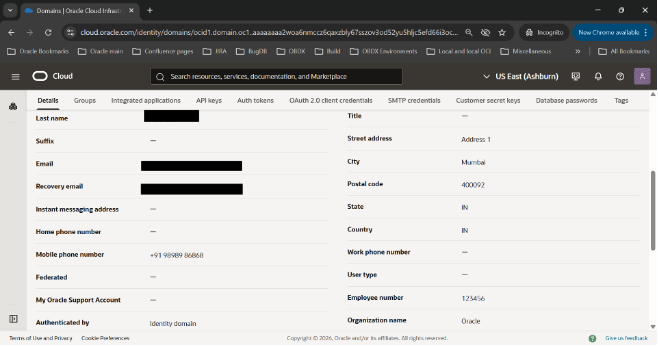 Domains | Oracle Cloud Infrastr
cloud.oracle.com/identity/domains/ocid1.domain.oc1..aaaaaaaa2woa6nmccz6qaxzbly67sszov3od52yu5hljc5efd66i3oc...
Incognito
New Chrome available
Oracle Bookmarks Oracle main Confluence pages JIRA BugDB OBDX Build OBDX Environments Local and local OCI Miscellaneous » All Bookmarks
Cloud
Search resources, services, documentation, and Marketplace
US East (Ashburn)
Details Groups Integrated applications API keys Auth tokens OAuth 2.0 client credentials SMTP credentials Customer secret keys Database passwords Tags
Last name
Suffix —
Email
Recovery email
Instant messaging address —
Home phone number —
Mobile phone number +91 98989 86868
Federated —
My Oracle Support Account —
Authenticated by Identity domain
Title —
Street address Address 1
City Mumbai
Postal code 400092
State IN
Country IN
Work phone number —
User type —
Employee number 123456
Organization name Oracle
Terms of Use and Privacy Cookie Preferences
Copyright © 2026, Oracle and/or its affiliates. All rights reserved.
Give us feedback